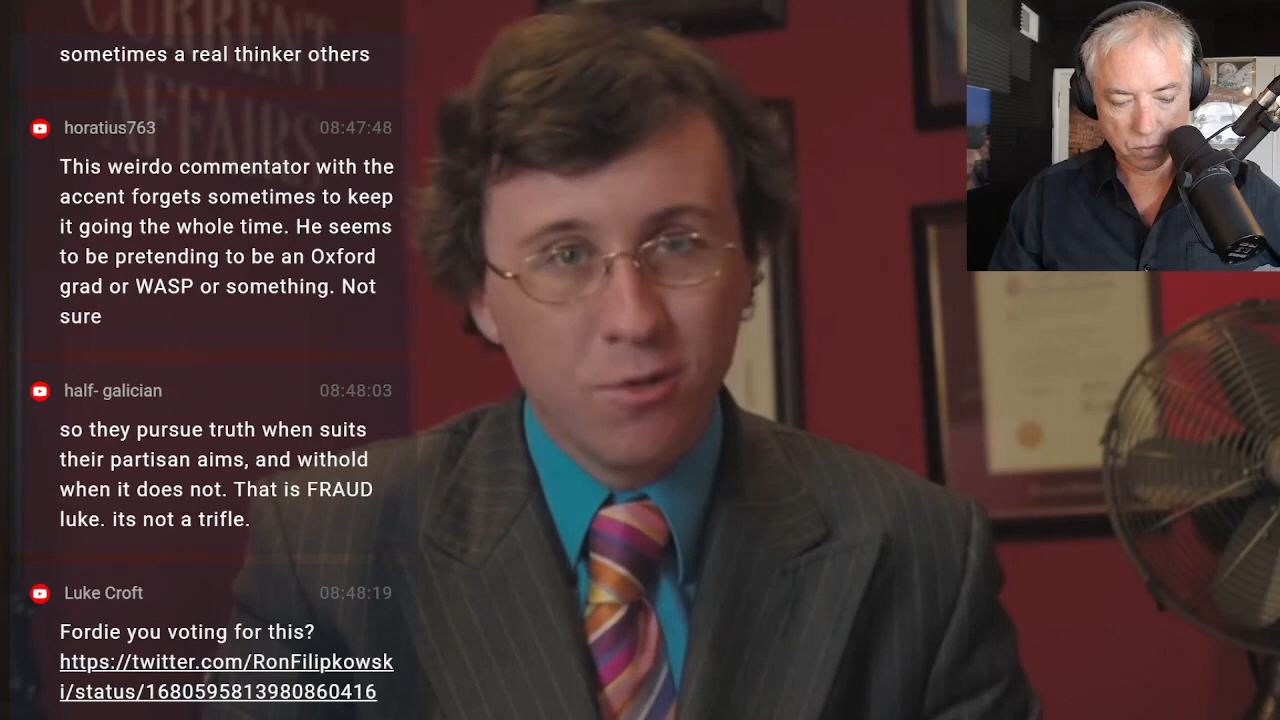 CURRENT
AFFAIRS
sometimes a real thinker others
horatius763 08:47:48
This weirdo commentator with the
accent forgets sometimes to keep
it going the whole time. He seems
to be pretending to be an Oxford
grad or WASP or something. Not
sure
half- galician 08:48:03
so they pursue truth when suits
their partisan aims, and withold
when it does not. That is FRAUD
luke. its not a trifle.
Luke Croft 08:48:19
Fordie you voting for this?
https://twitter.com/RonFilipkowsk
i/status/1680595813980860416